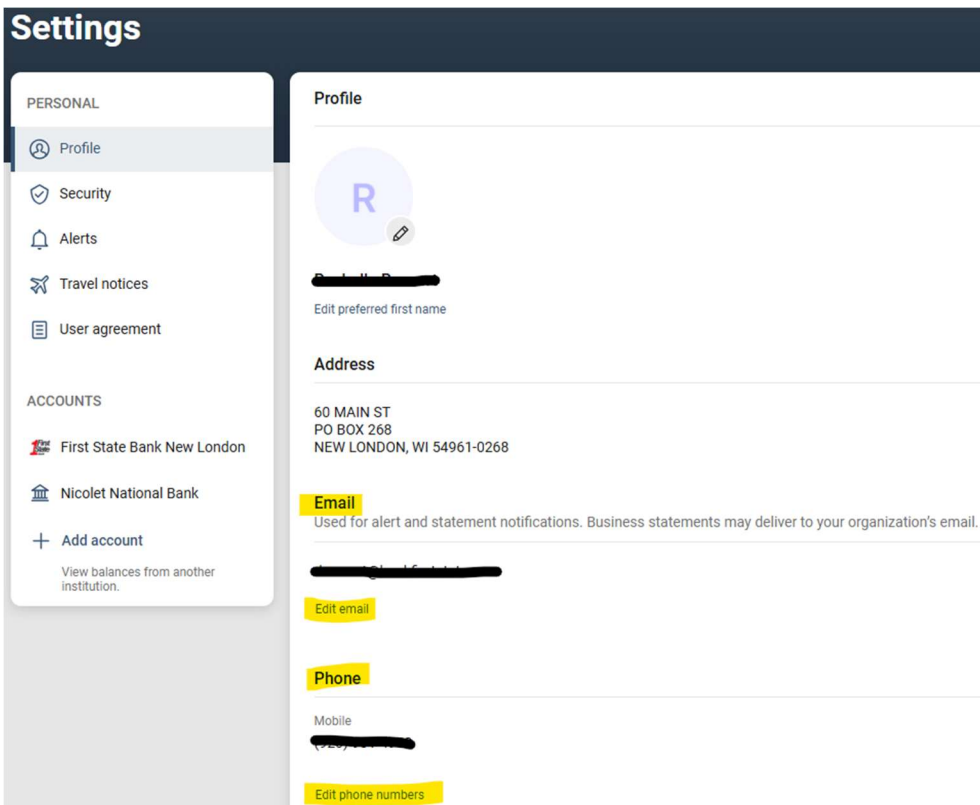 Settings
PERSONAL
Profile
Security
Alerts
Travel notices
User agreement
ACCOUNTS
First State Bank New London
Nicolet National Bank
Add account
View balances from another
institution.
Profile
R
Edit preferred first name
Address
60 MAIN ST
PO BOX 268
NEW LONDON, WI 54961-0268
Email
Used for alert and statement notifications. Business statements may deliver to your organization's email.
Edit email
Phone
Mobile
Edit phone numbers